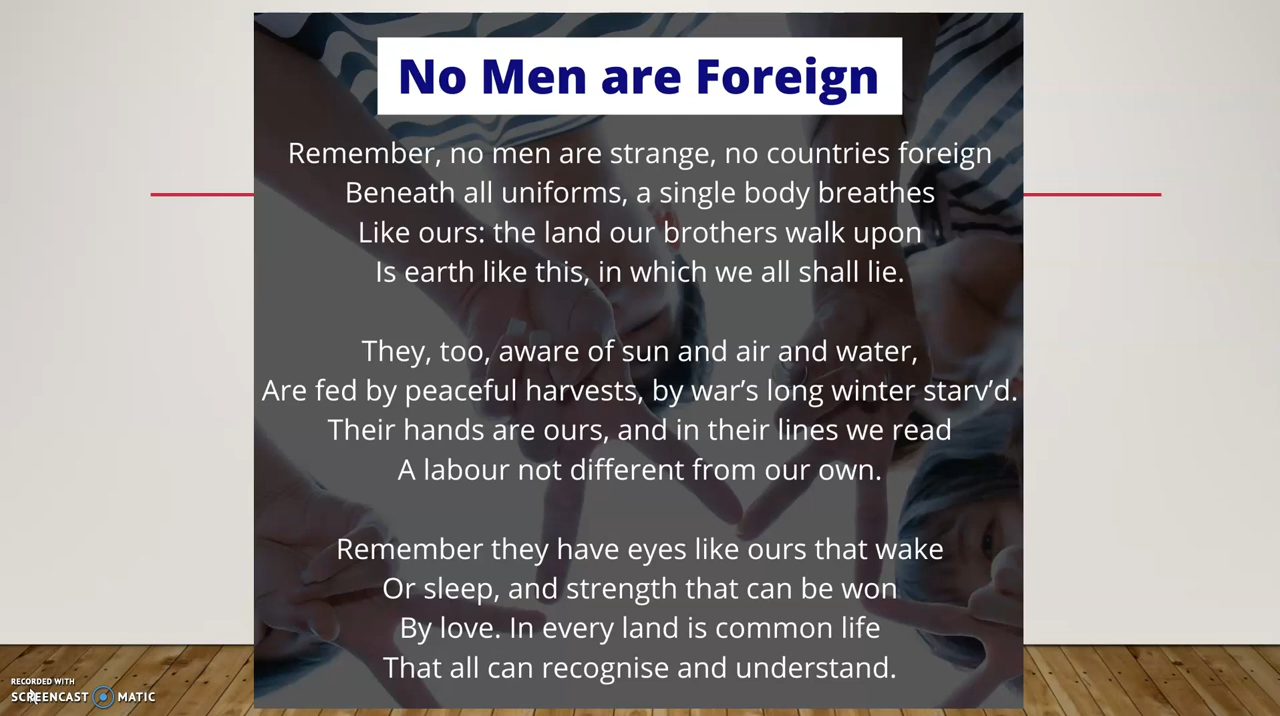 No Men are Foreign
Remember, no men are strange, no countries foreign
Beneath all uniforms, a single body breathes
Like ours: the land our brothers walk upon
Is earth like this, in which we all shall lie.
They, too, aware of sun and air and water,
Are fed by peaceful harvests, by war’s long winter starv’d.
Their hands are ours, and in their lines we read
A labour not different from our own.
Remember they have eyes like ours that wake
Or sleep, and strength that can be won
By love. In every land is common life
That all can recognise and understand.
RECORDED WITH
SCREENCAST MATIC